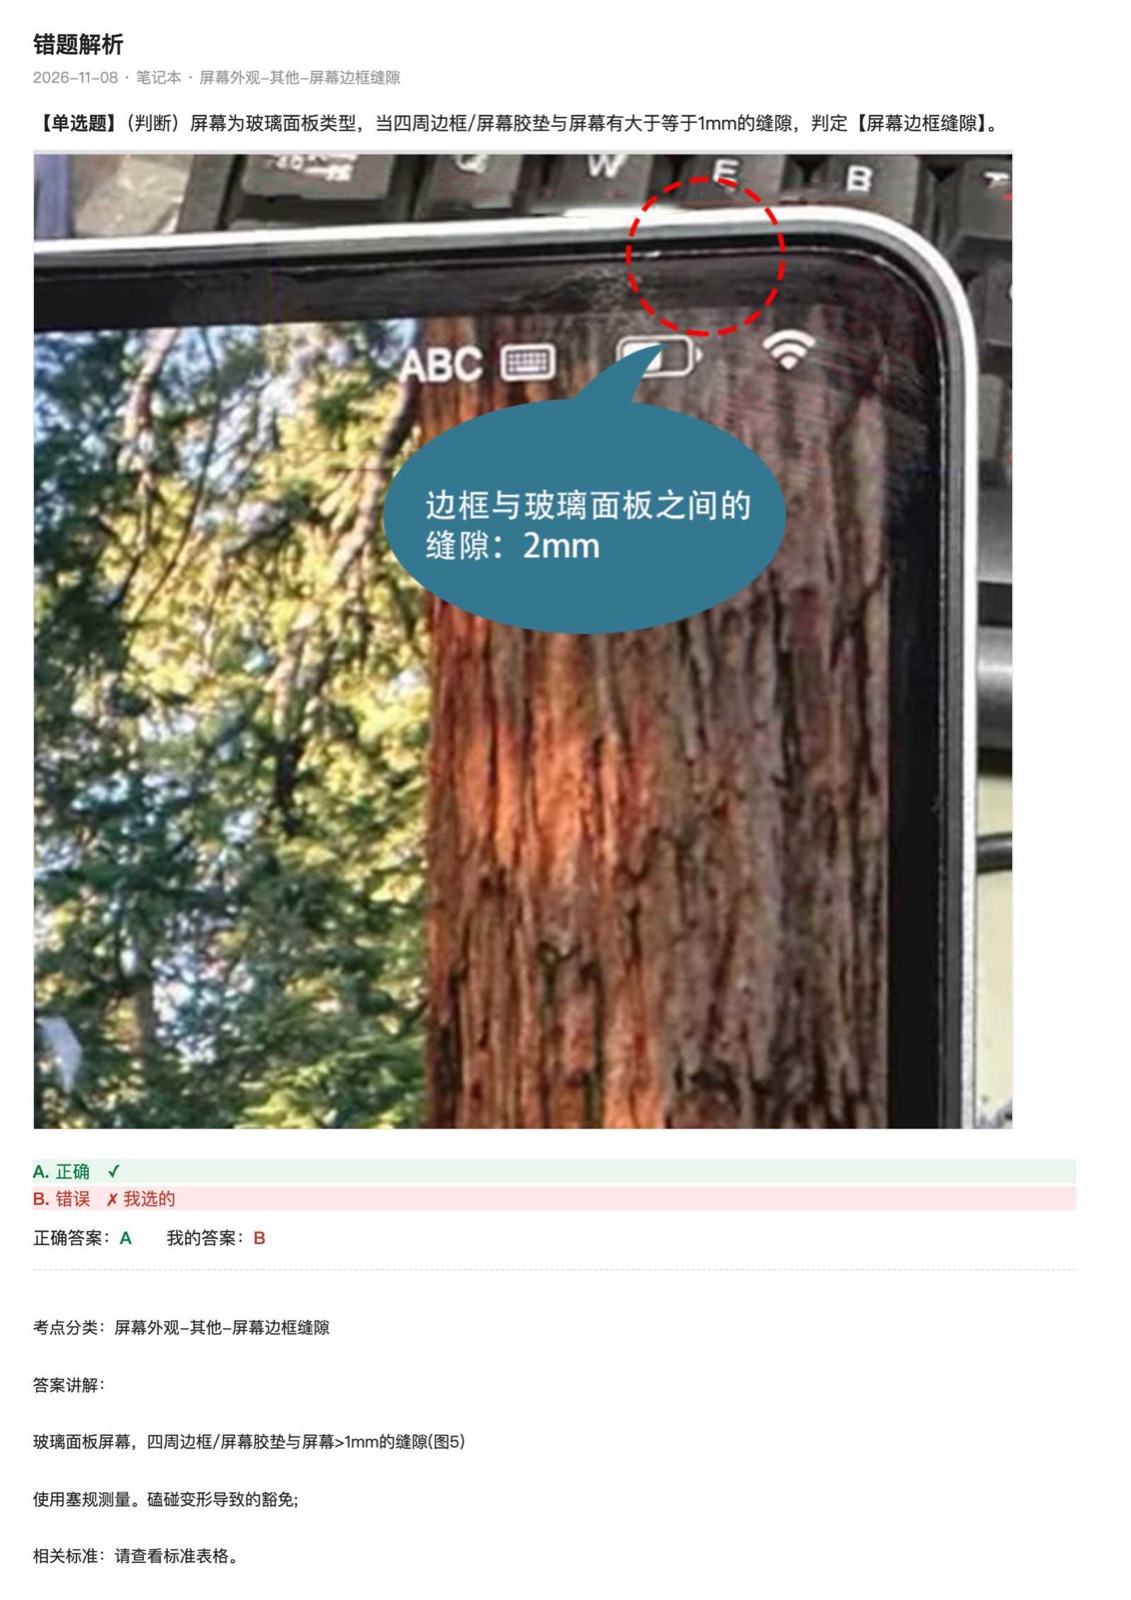 错题解析
2026-11-08 · 笔记本 · 屏幕外观-其他-屏幕边框缝隙
【单选题】（判断）屏幕为玻璃面板类型，当四周边框/屏幕胶垫与屏幕有大于等于1mm的缝隙，判定【屏幕边框缝隙】。
Q W E B
ABC
边框与玻璃面板之间的
缝隙：2mm
A. 正确 ✓
B. 错误 ✗ 我选的
正确答案：A 我的答案：B
考点分类：屏幕外观-其他-屏幕边框缝隙
答案讲解：
玻璃面板屏幕，四周边框/屏幕胶垫与屏幕>1mm的缝隙(图5)
使用塞规测量。磕碰变形导致的豁免;
相关标准：请查看标准表格。